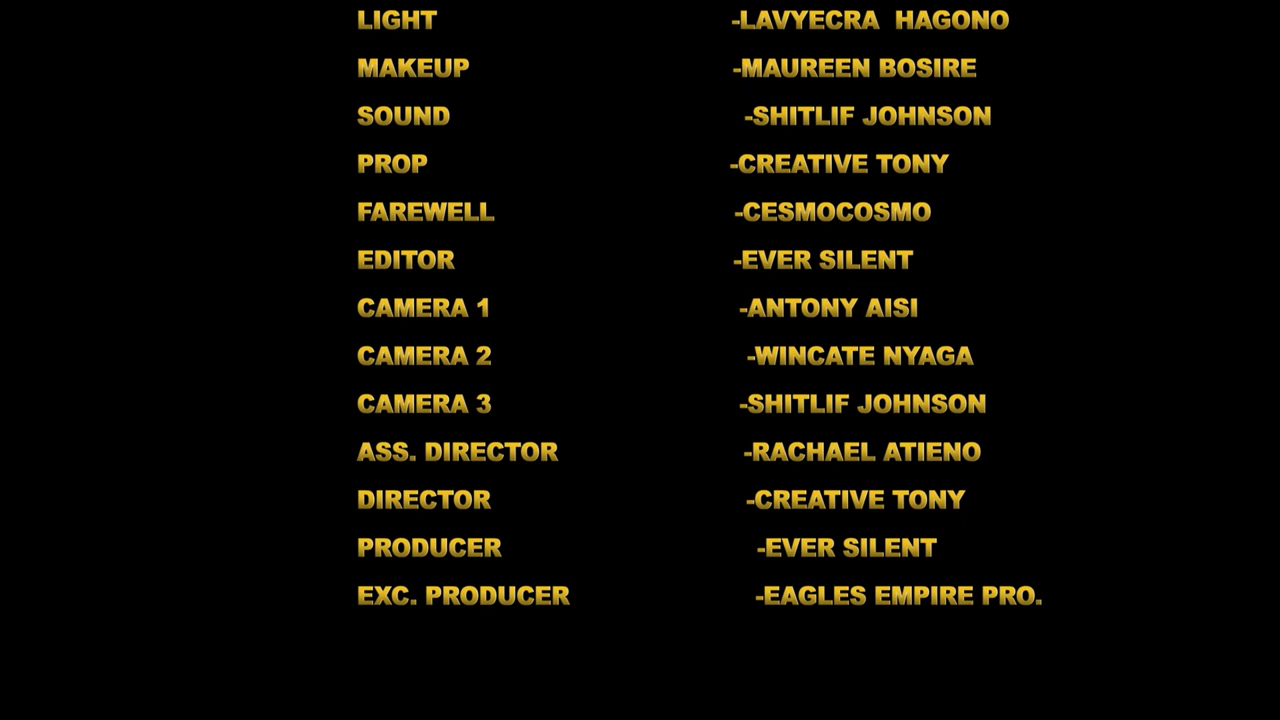 LIGHT -LAVYECRA HAGONO
MAKEUP -MAUREEN BOSIRE
SOUND -SHITLIF JOHNSON
PROP -CREATIVE TONY
FAREWELL -CESMOCOSMO
EDITOR -EVER SILENT
CAMERA 1 -ANTONY AISI
CAMERA 2 -WINCATE NYAGA
CAMERA 3 -SHITLIF JOHNSON
ASS. DIRECTOR -RACHAEL ATIENO
DIRECTOR -CREATIVE TONY
PRODUCER -EVER SILENT
EXC. PRODUCER -EAGLES EMPIRE PRO.